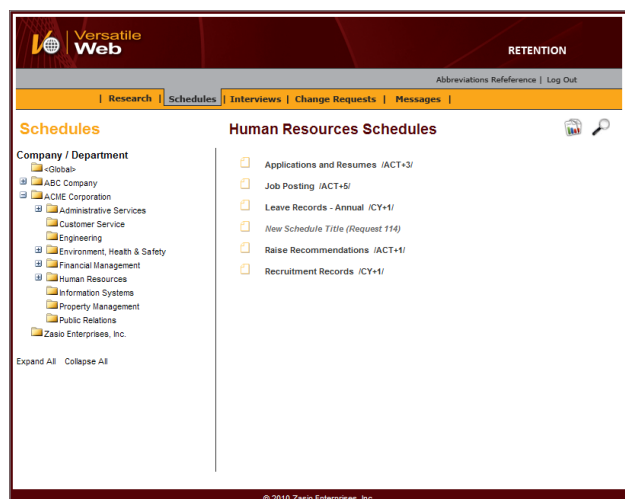 Versatile
Web
RETENTION
Abbreviations Refeference | Log Out
| Research | Schedules | Interviews | Change Requests | Messages |
Schedules
Human Resources Schedules
Company / Department
<Global>
ABC Company
ACME Corporation
Administrative Services
Customer Service
Engineering
Environment, Health & Safety
Financial Management
Human Resources
Information Systems
Property Management
Public Relations
Zasio Enterprises, Inc.
Expand All Collapse All
Applications and Resumes /ACT+3/
Job Posting /ACT+5/
Leave Records - Annual /CY+1/
New Schedule Title (Request 114)
Raise Recommendations /ACT+1/
Recruitment Records /CY+1/
© 2010 Zasio Enterprises, Inc.